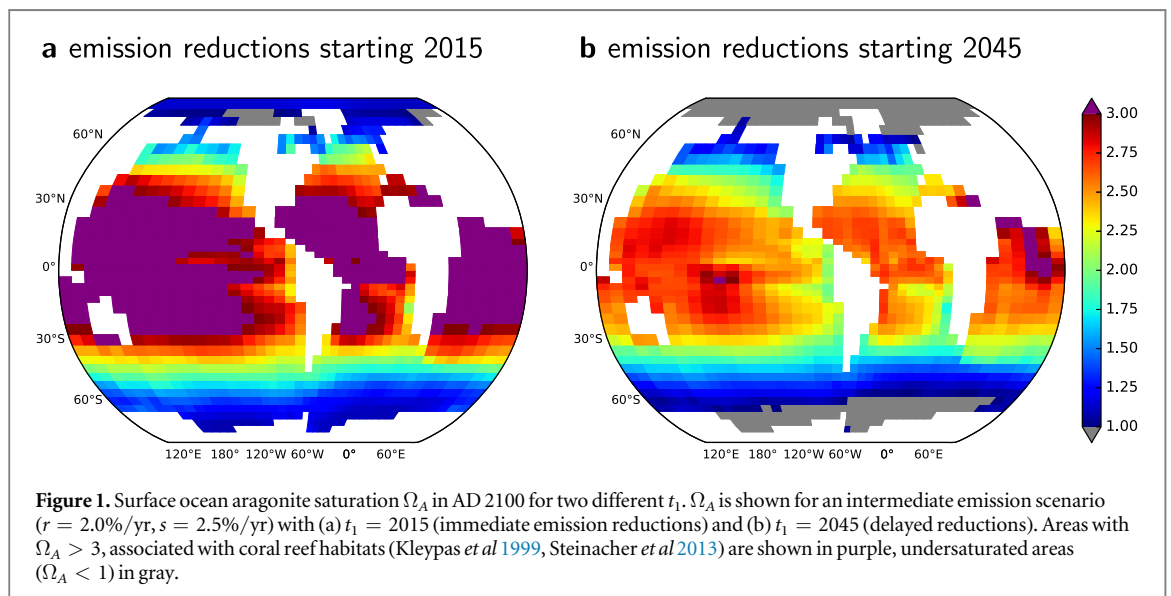 a emission reductions starting 2015
b emission reductions starting 2045
60°N
30°N
0°
30°S
60°S
120°E 180° 120°W 60°W 0° 60°E
60°N
30°N
0°
30°S
60°S
120°E 180° 120°W 60°W 0° 60°E
3.00
2.75
2.50
2.25
2.00
1.75
1.50
1.25
1.00
Figure 1. Surface ocean aragonite saturation Ω_A in AD 2100 for two different t₁. Ω_A is shown for an intermediate emission scenario
(r = 2.0%/yr, s = 2.5%/yr) with (a) t₁ = 2015 (immediate emission reductions) and (b) t₁ = 2045 (delayed reductions). Areas with
Ω_A > 3, associated with coral reef habitats (Kleypas et al 1999, Steinacher et al 2013) are shown in purple, undersaturated areas
(Ω_A < 1) in gray.